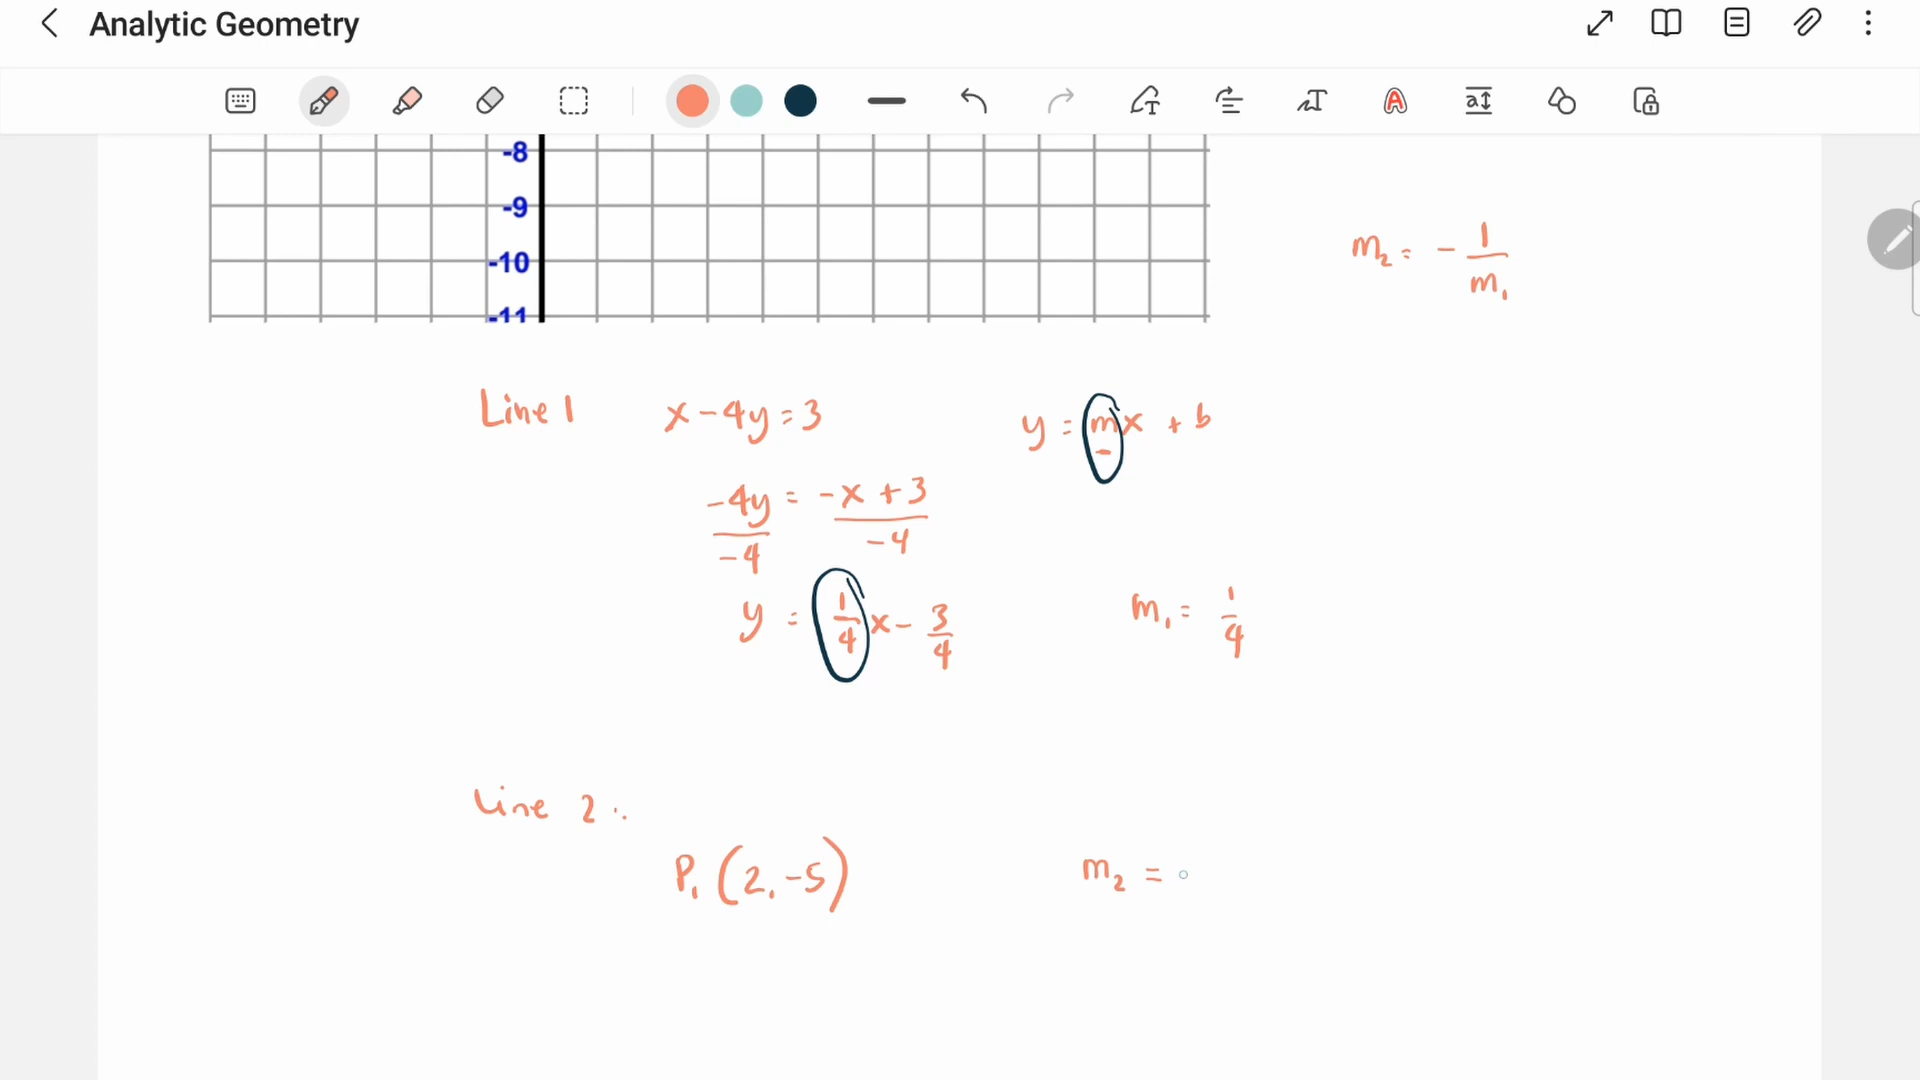 Analytic Geometry
-8
-9
-10
-11
m₂ = - 1/m₁
Line 1 x - 4y = 3 y = mx + b
-4y/-4 = -x + 3/-4
y = 1/4 x - 3/4 m₁ = 1/4
Line 2 :
P₁ (2, -5) m₂ =